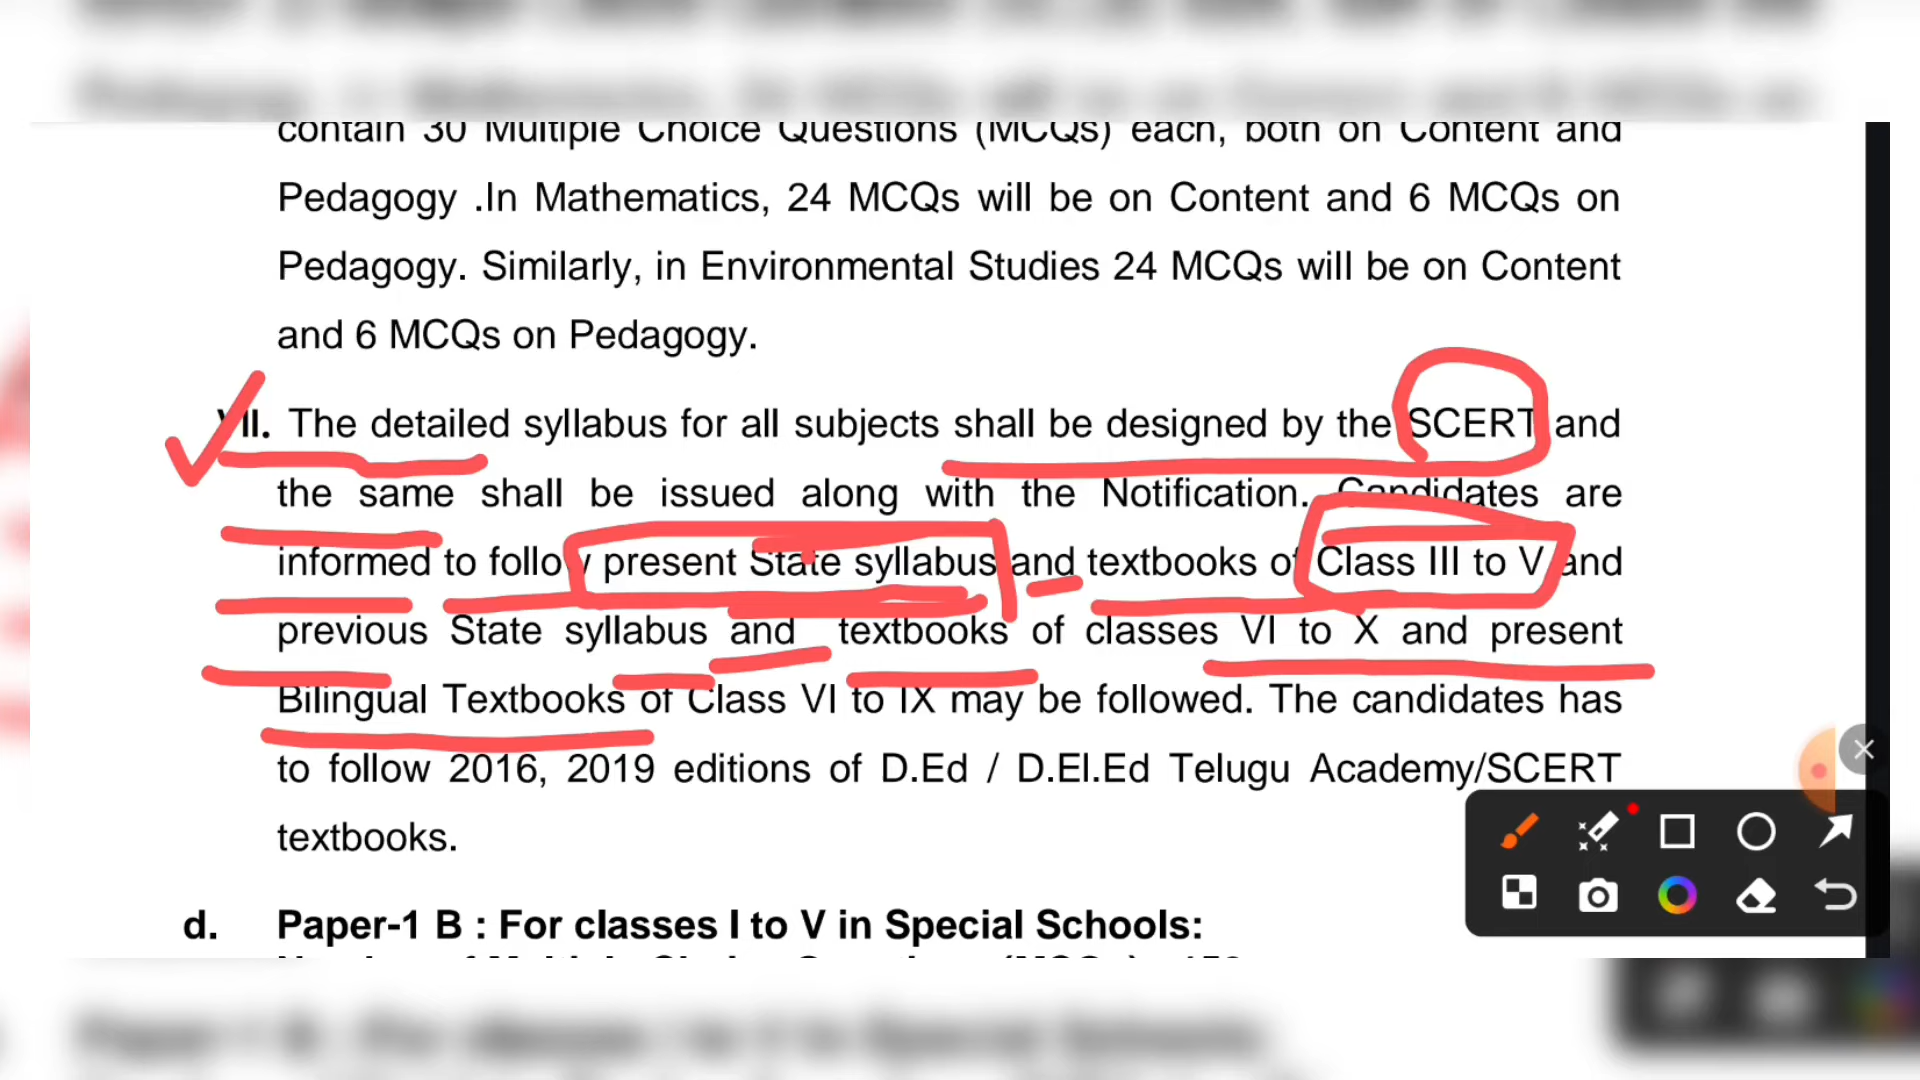 contain 30 Multiple Choice Questions (MCQs) each, both on Content and
Pedagogy .In Mathematics, 24 MCQs will be on Content and 6 MCQs on
Pedagogy. Similarly, in Environmental Studies 24 MCQs will be on Content
and 6 MCQs on Pedagogy.
VII. The detailed syllabus for all subjects shall be designed by the SCERT and
the same shall be issued along with the Notification. Candidates are
informed to follow present State syllabus and textbooks of Class III to V and
previous State syllabus and textbooks of classes VI to X and present
Bilingual Textbooks of Class VI to IX may be followed. The candidates has
to follow 2016, 2019 editions of D.Ed / D.El.Ed Telugu Academy/SCERT
textbooks.
d. Paper-1 B : For classes I to V in Special Schools: